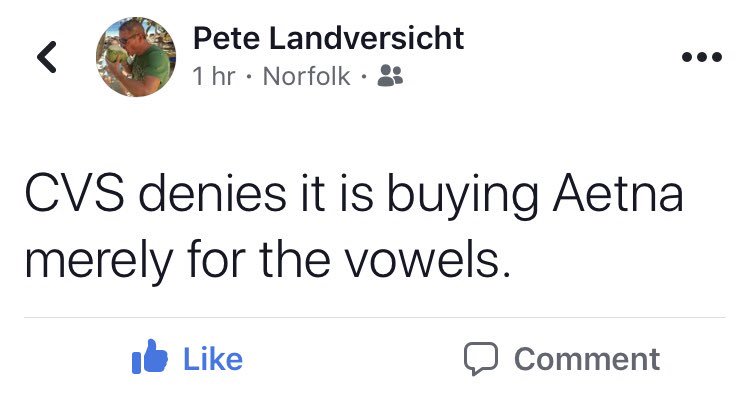 Pete Landversicht
1 hr · Norfolk ·
CVS denies it is buying Aetna
merely for the vowels.
Like
Comment